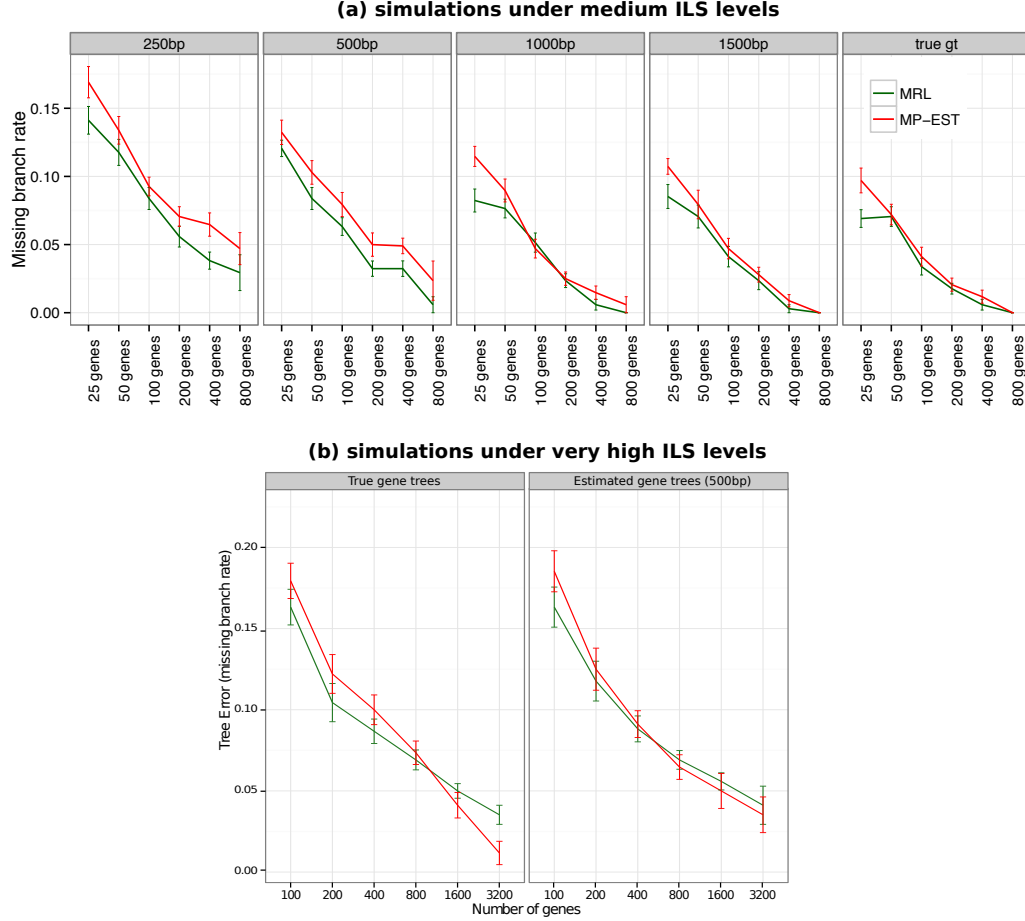 (a) simulations under medium ILS levels
250bp 500bp 1000bp 1500bp true gt
Missing branch rate
0.15
0.10
0.05
0.00
MRL
MP−EST
25 genes 50 genes 100 genes 200 genes 400 genes 800 genes 25 genes 50 genes 100 genes 200 genes 400 genes 800 genes 25 genes 50 genes 100 genes 200 genes 400 genes 800 genes 25 genes 50 genes 100 genes 200 genes 400 genes 800 genes 25 genes 50 genes 100 genes 200 genes 400 genes 800 genes
(b) simulations under very high ILS levels
True gene trees Estimated gene trees (500bp)
Tree Error (missing branch rate)
0.20
0.15
0.10
0.05
0.00
100 200 400 800 1600 3200 100 200 400 800 1600 3200
Number of genes